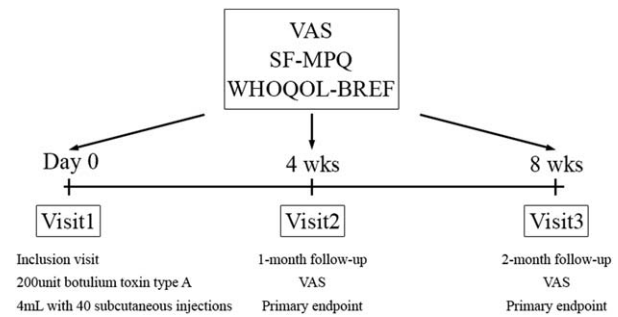 VAS
SF-MPQ
WHOQOL-BREF
Day 0
4 wks
8 wks
Visit1
Visit2
Visit3
Inclusion visit
200unit botulium toxin type A
4mL with 40 subcutaneous injections
1-month follow-up
VAS
Primary endpoint
2-month follow-up
VAS
Primary endpoint